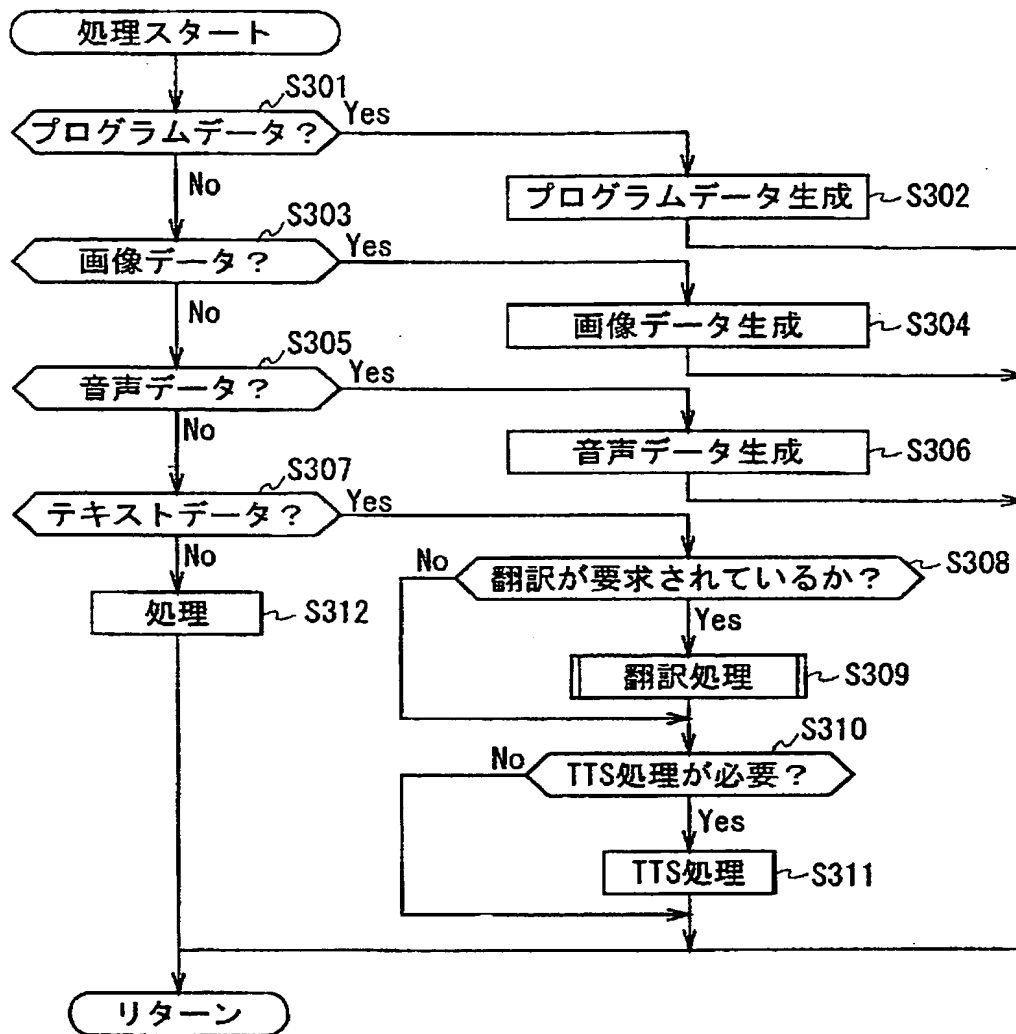 処理スタート
S301
プログラムデータ?
Yes
No
プログラムデータ生成
S302
S303
画像データ?
Yes
No
画像データ生成
S304
S305
音声データ?
Yes
No
音声データ生成
S306
S307
テキストデータ?
Yes
No
翻訳が要求されているか?
S308
No
Yes
処理
S312
翻訳処理
S309
S310
TTS処理が必要?
No
Yes
TTS処理
S311
リターン